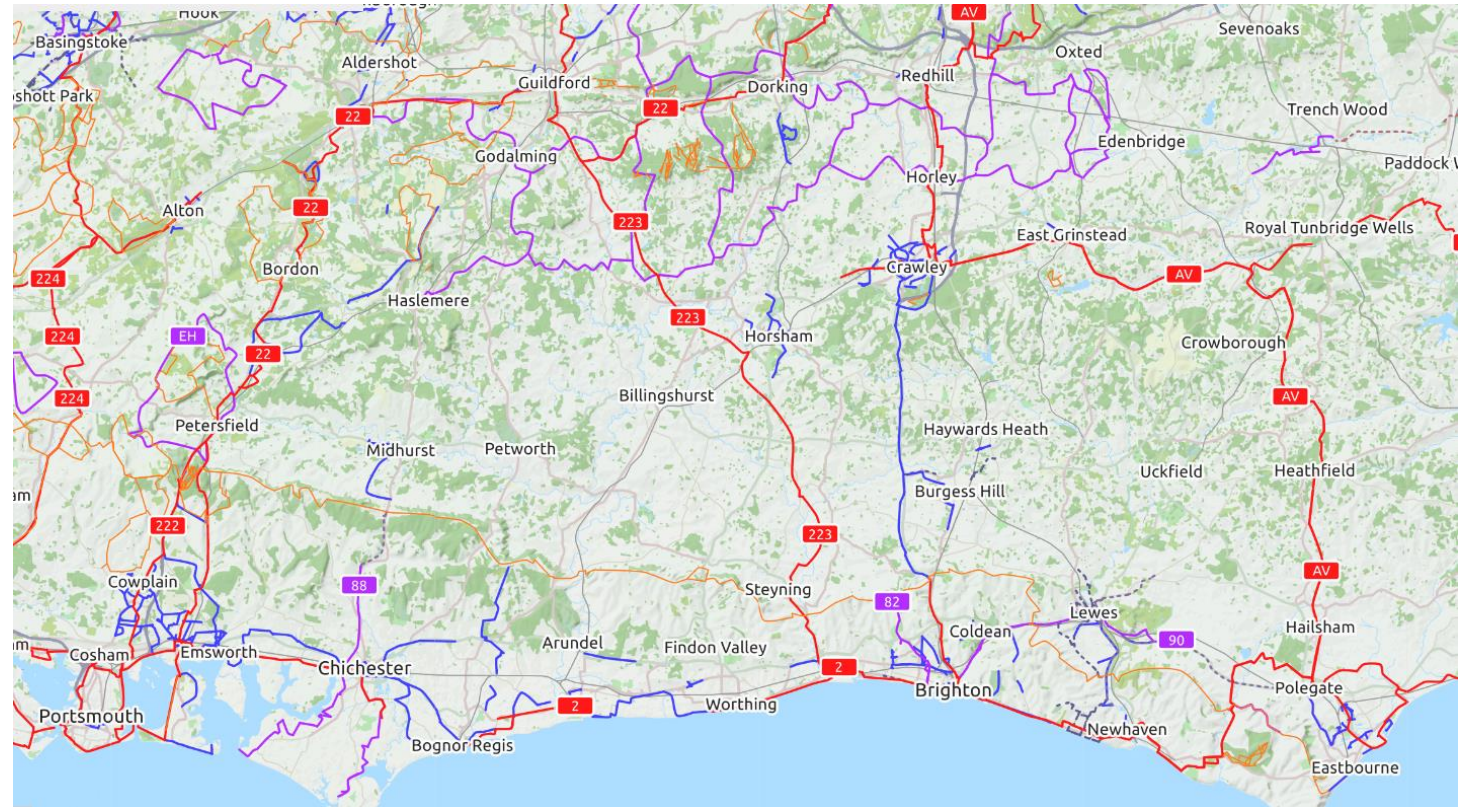 Hook
Basingstoke
Aldershot
AV
Sevenoaks
Oxted
Redhill
Guildford
Dorking
22
22
Trench Wood
Edenbridge
Godalming
Horley
Alton
22
223
East Grinstead
Royal Tunbridge Wells
Bordon
Crawley
AV
224
Haslemere
223
224
EH
Horsham
Crowborough
22
224
Billingshurst
AV
Petersfield
Midhurst
Petworth
Haywards Heath
Uckfield
Heathfield
Burgess Hill
222
223
Cowplain
88
Steyning
82
AV
Lewes
Coldean
90
Hailsham
Cosham
Emsworth
Chichester
Arundel
Findon Valley
2
Brighton
Polegate
Portsmouth
2
Worthing
Newhaven
Bognor Regis
Eastbourne